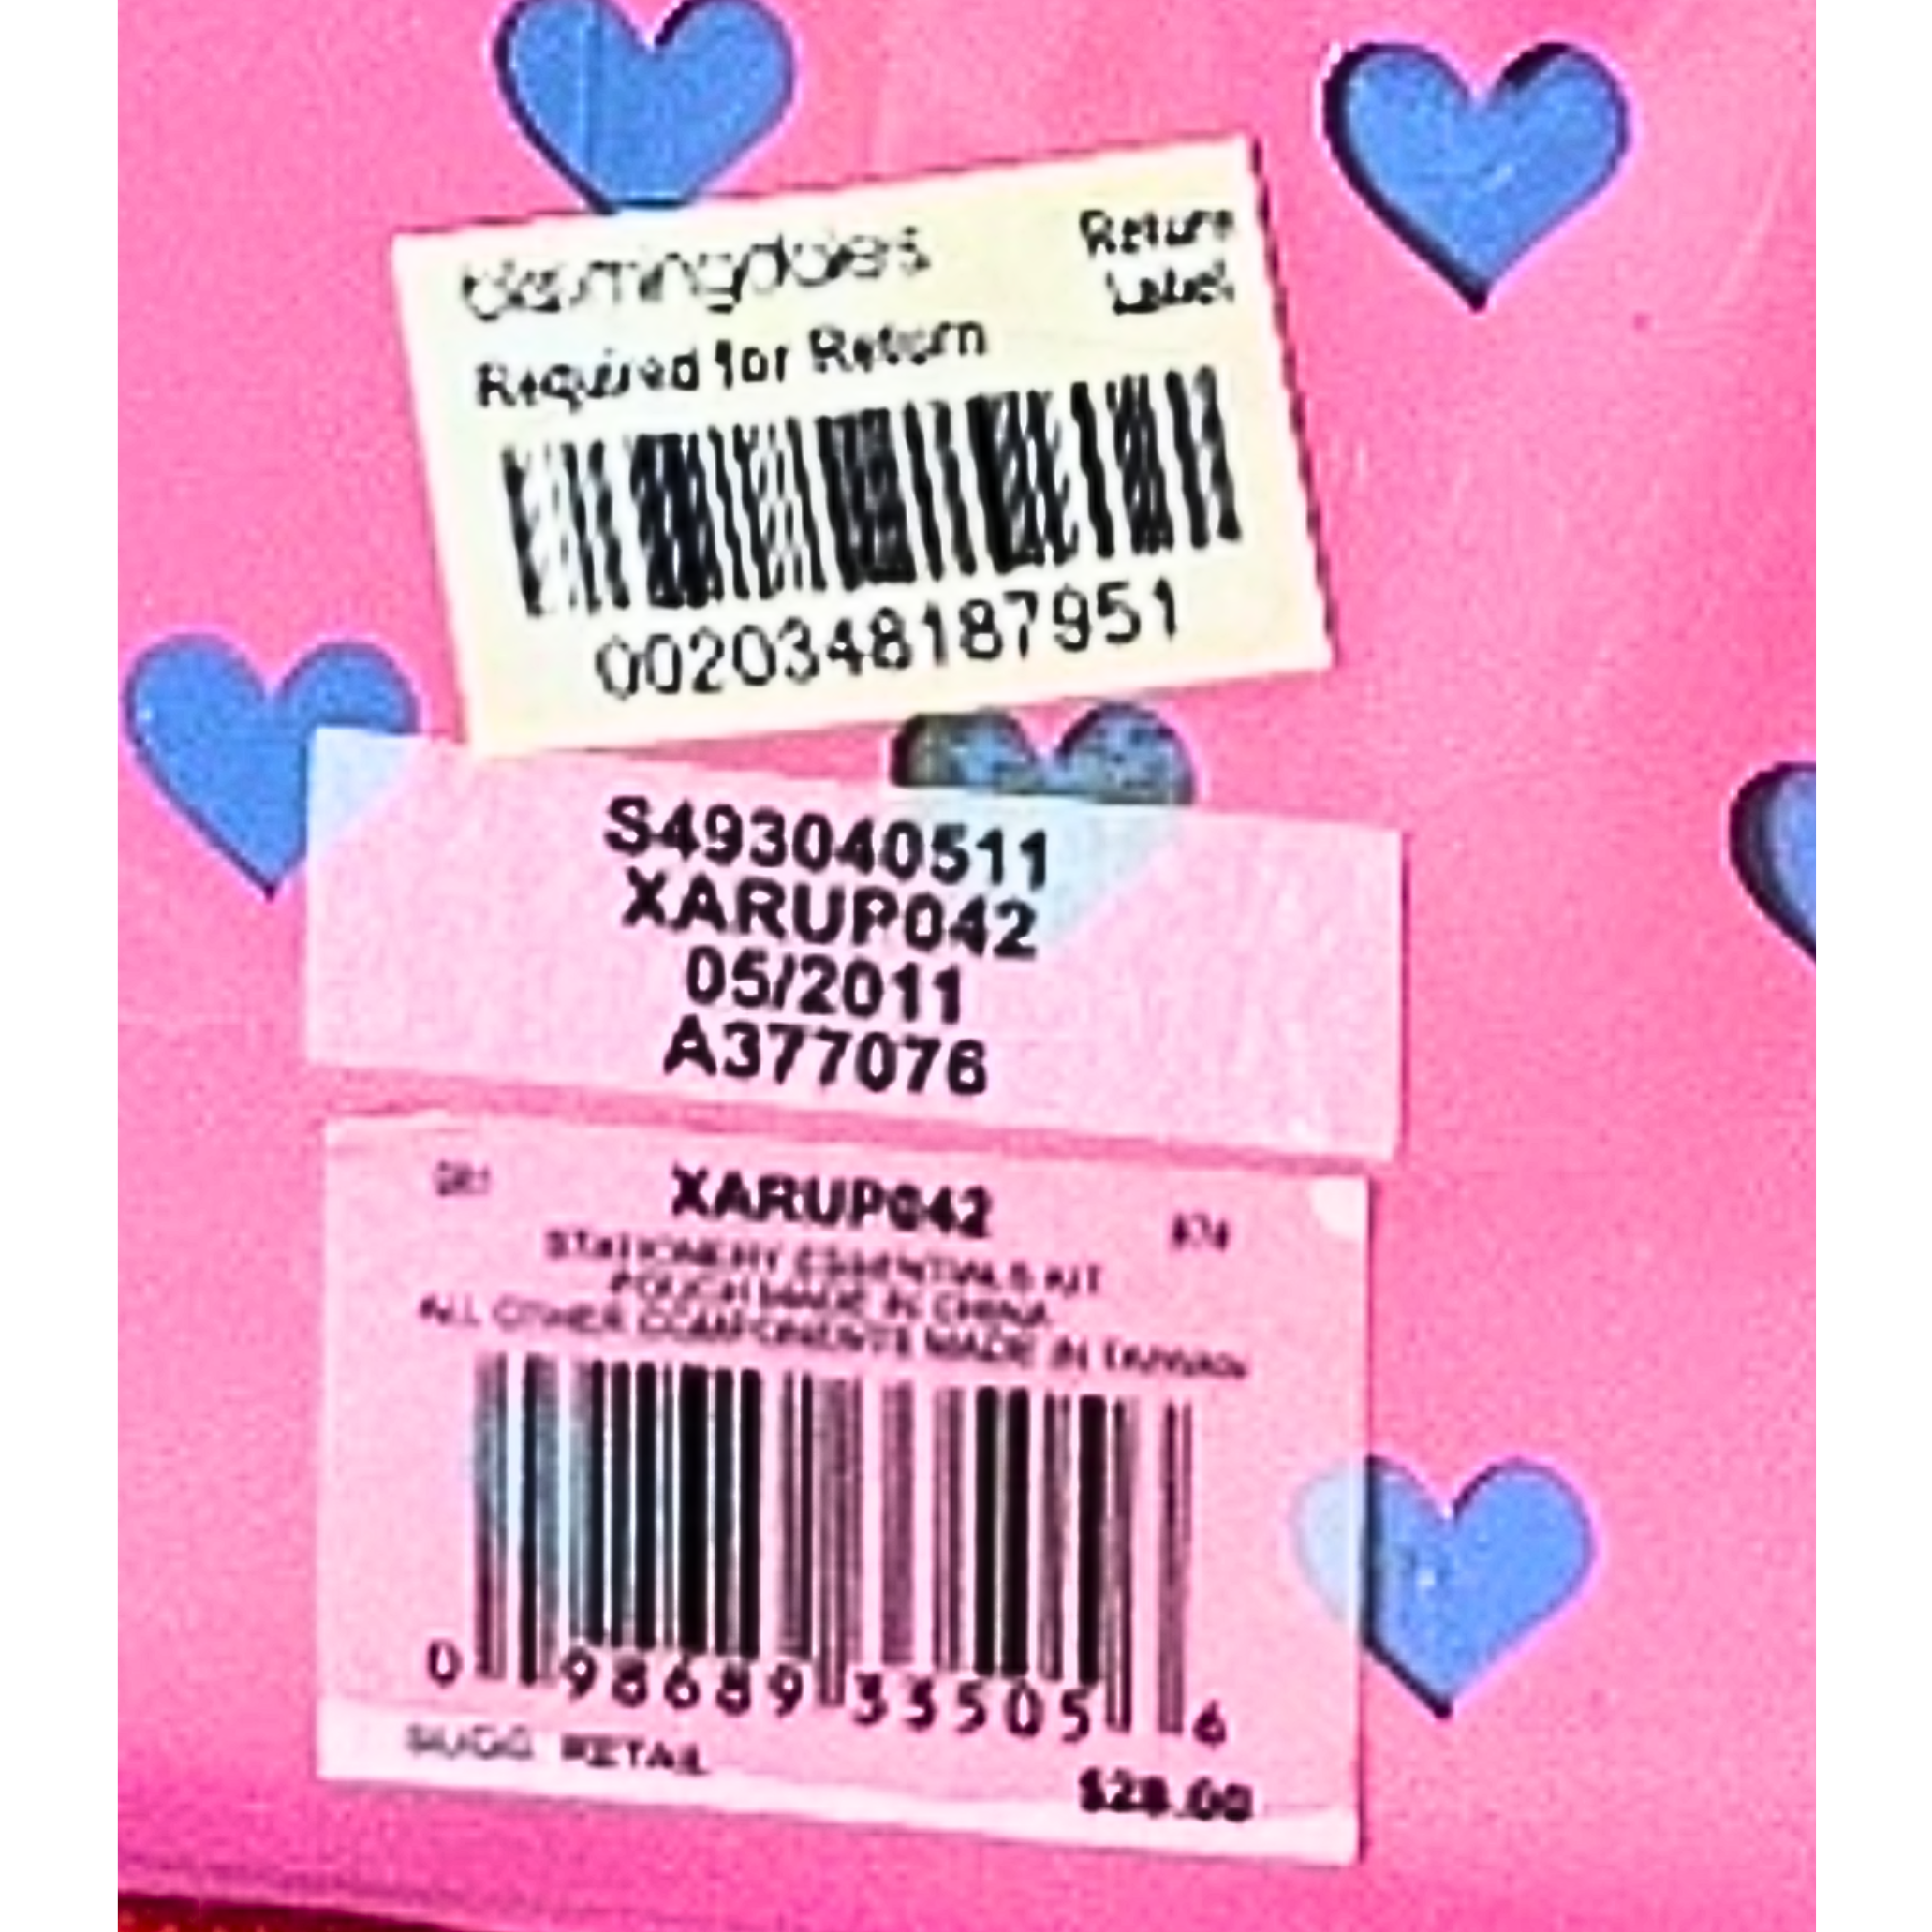 bloomingdales
Return
Label
Required for Return
0020348187951
S493040511
XARUP042
05/2011
A377076
XARUP042
STATIONERY ESSENTIALS KIT
POUCH MADE IN CHINA
ALL OTHER COMPONENTS MADE IN TAIWAN
0 98689 33505 6
SUGG RETAIL
$28.00